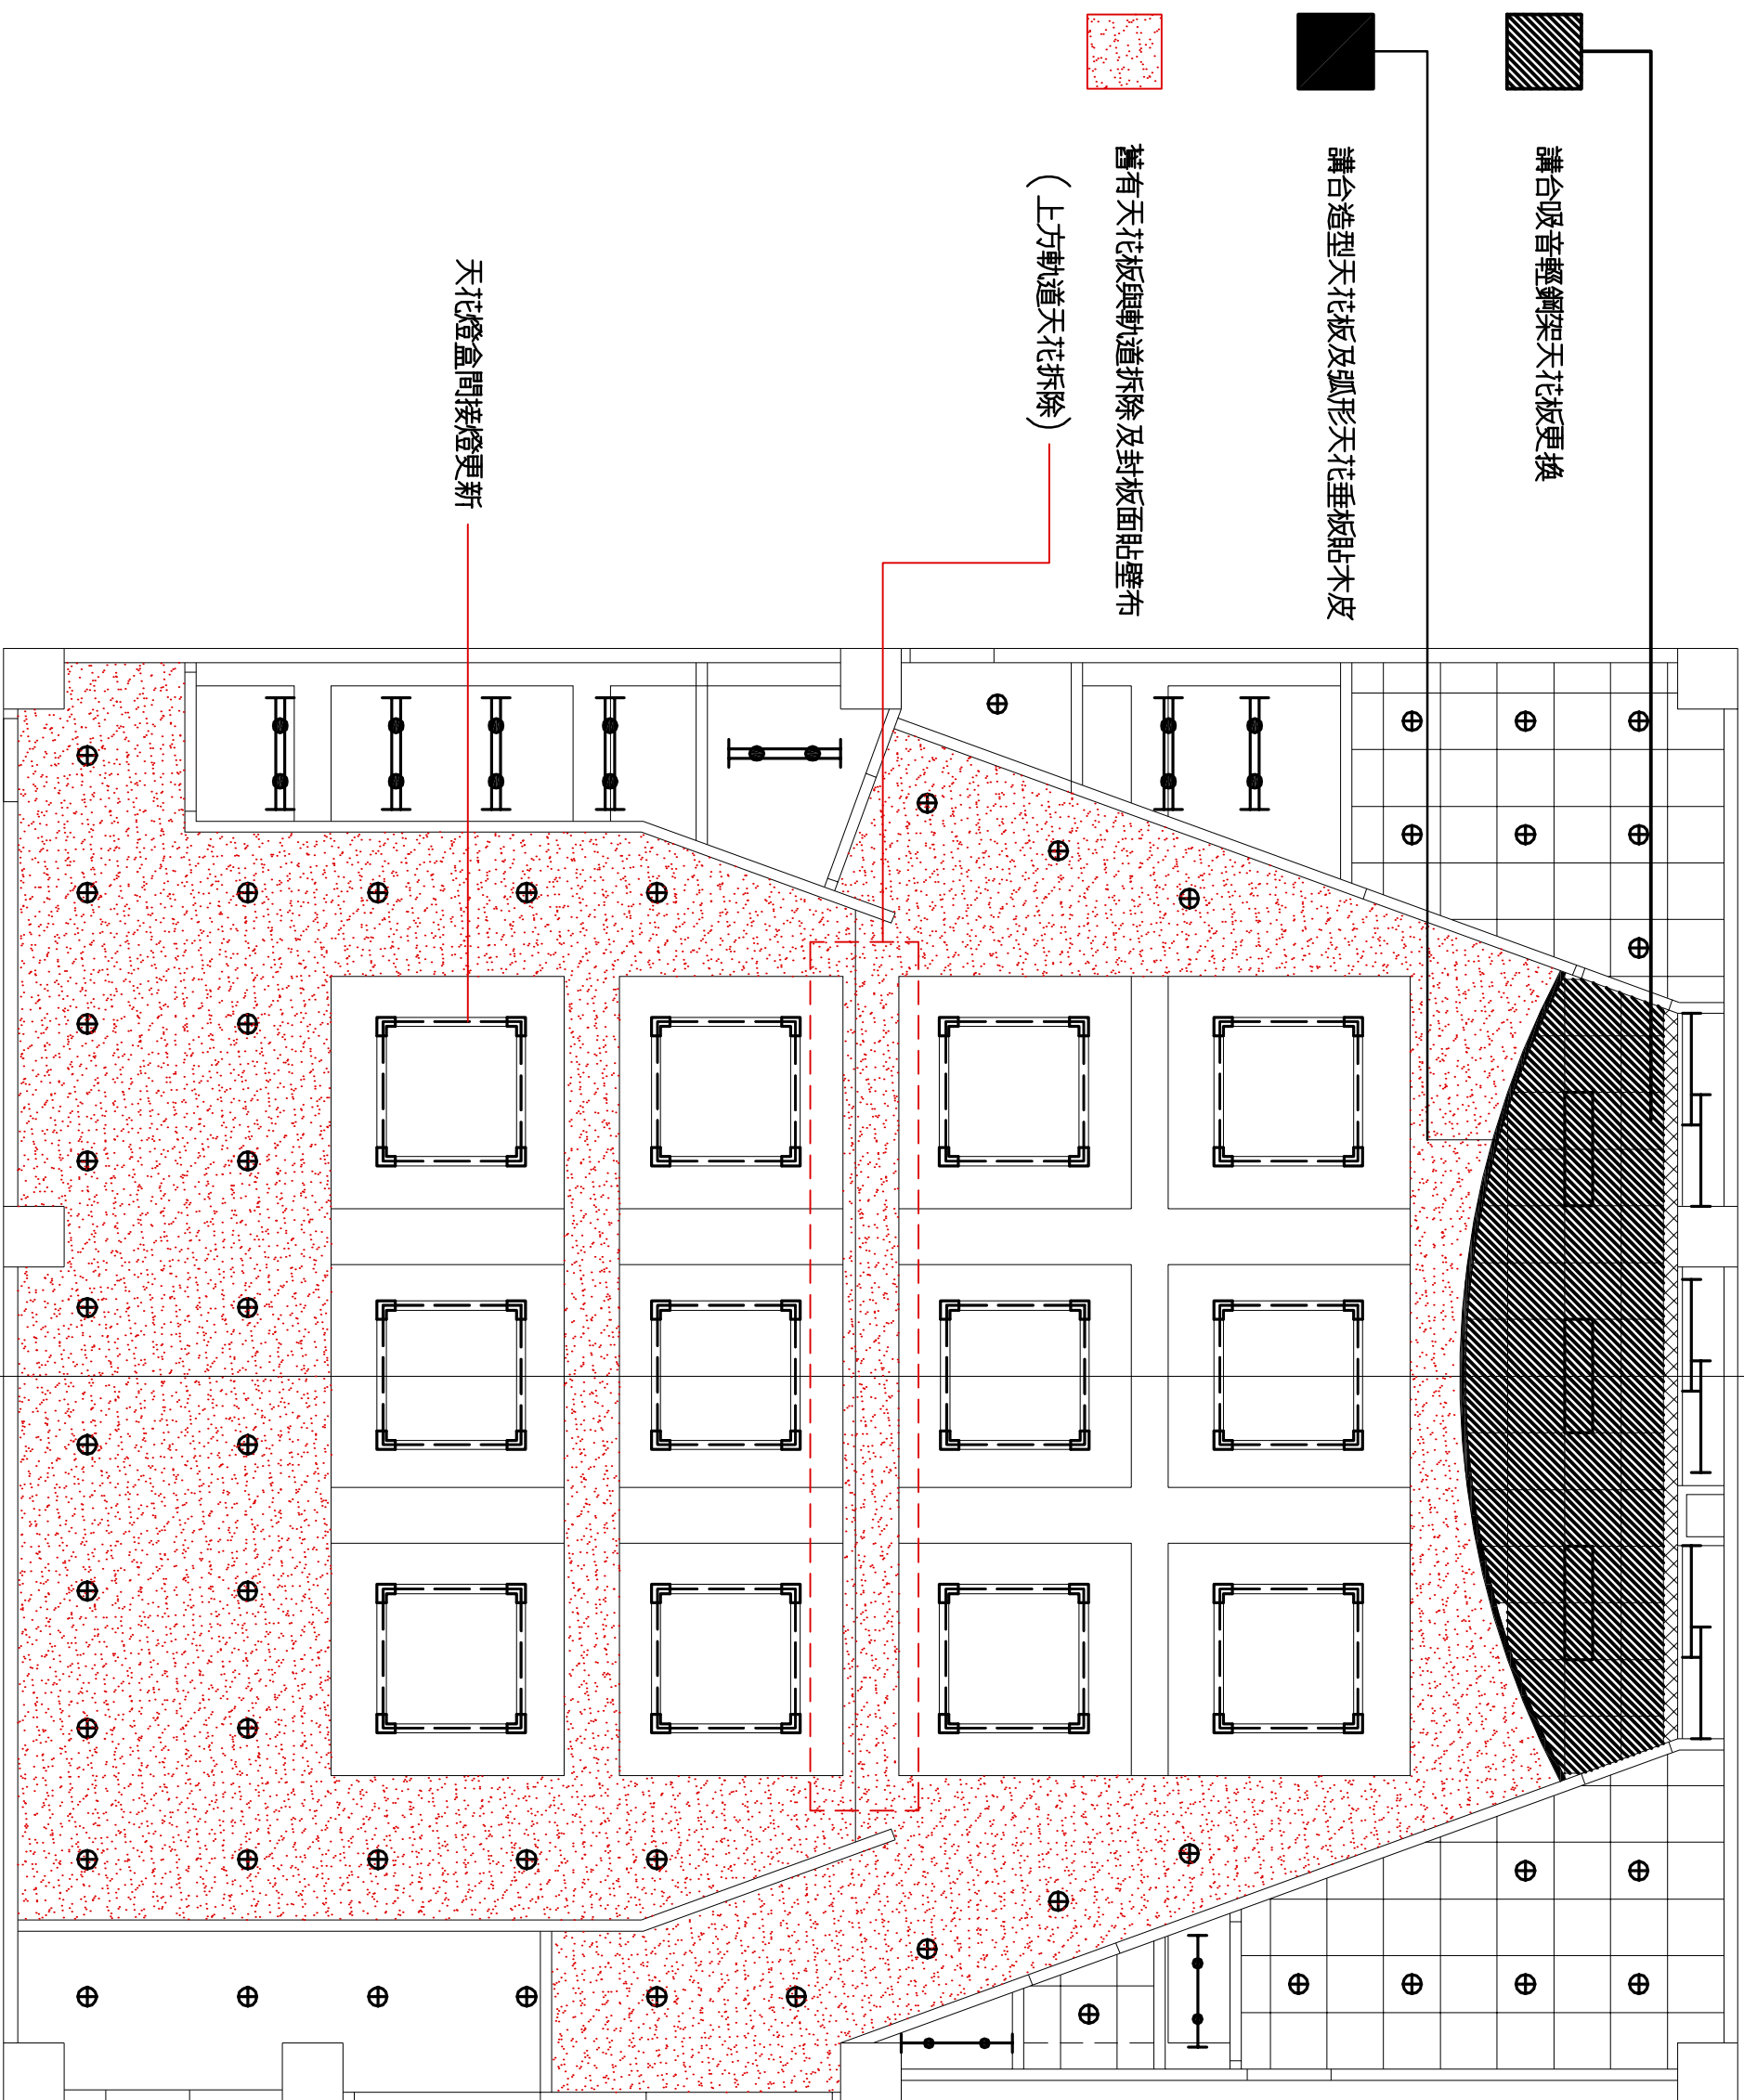 講台吸音輕鋼架天花板更換
講台造型天花板及弧形天花垂板貼木皮
舊有天花板與軌道拆除及封板面貼壁布
（上方軌道天花拆除）
天花燈盒間接燈更新